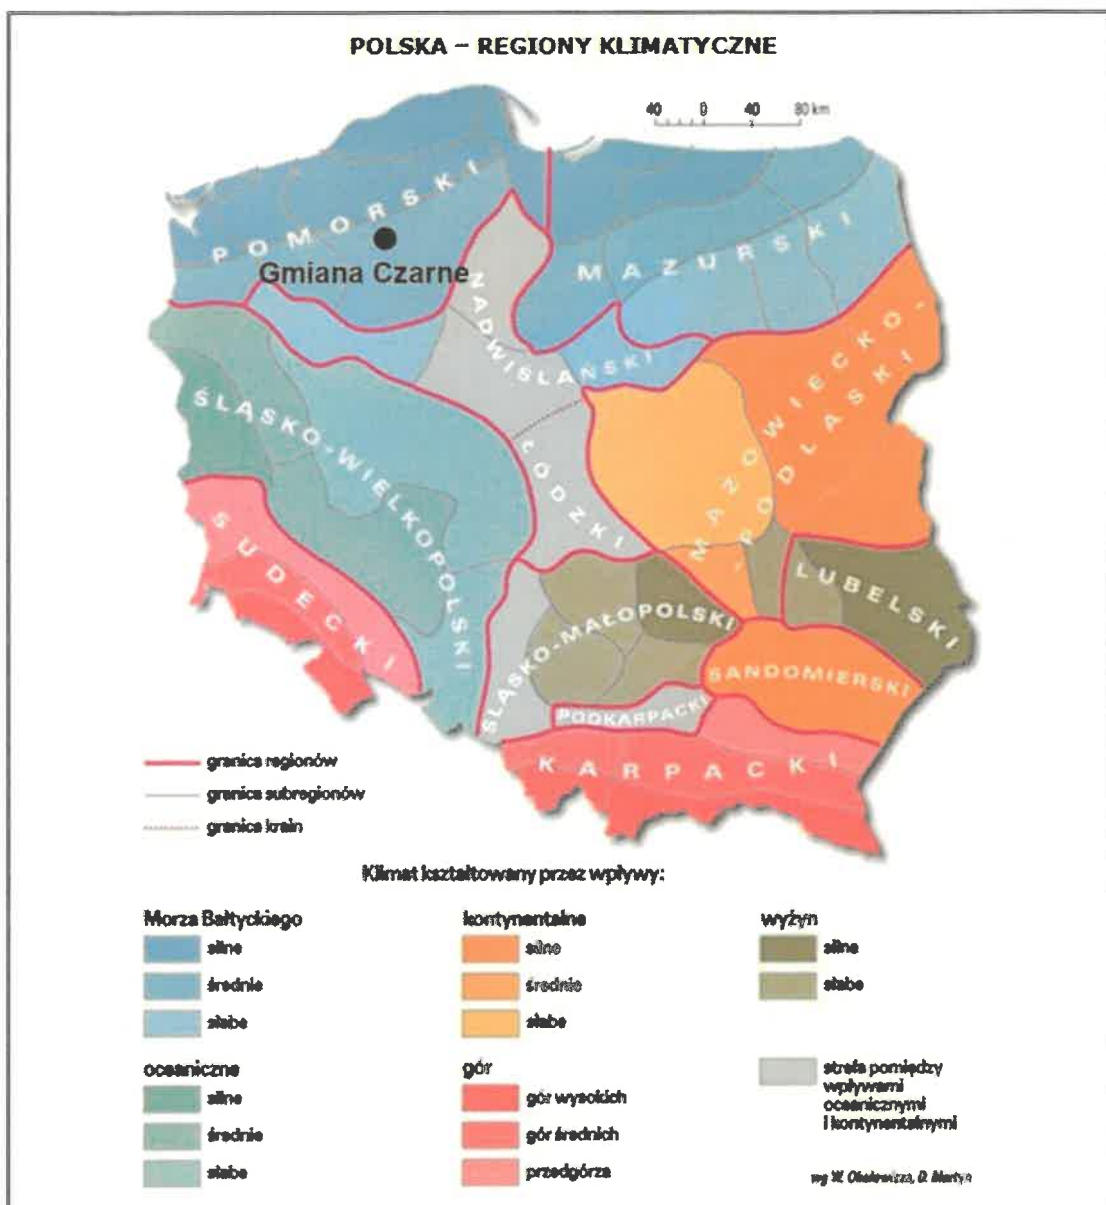 POLSKA – REGIONY KLIMATYCZNE
40 0 40 80 km
POMORSKI
Gmiana Czarne
MAZURSKI
NADWIŚLAŃSKI
MAZOWIECKO-
PODLASKI
ŚLĄSKO-WIELKOPOLSKI
ŁÓDZKI
SUDECKI
LUBELSKI
ŚLĄSKO-MAŁOPOLSKI
SANDOMIERSKI
PODKARPACKI
KARPACKI
granica regionów
granica subregionów
granica krain
Klimat kształtowany przez wpływy:
Morza Bałtyckiego
silne
średnie
słabe
kontynentalne
silne
średnie
słabe
wyżyn
silne
słabe
oceaniczne
silne
średnie
słabe
gór
gór wysokich
gór średnich
przedgórza
strefa pomiędzy
wpływami
oceanicznymi
i kontynentalnymi
wg W. Okołowicza, D. Martyn